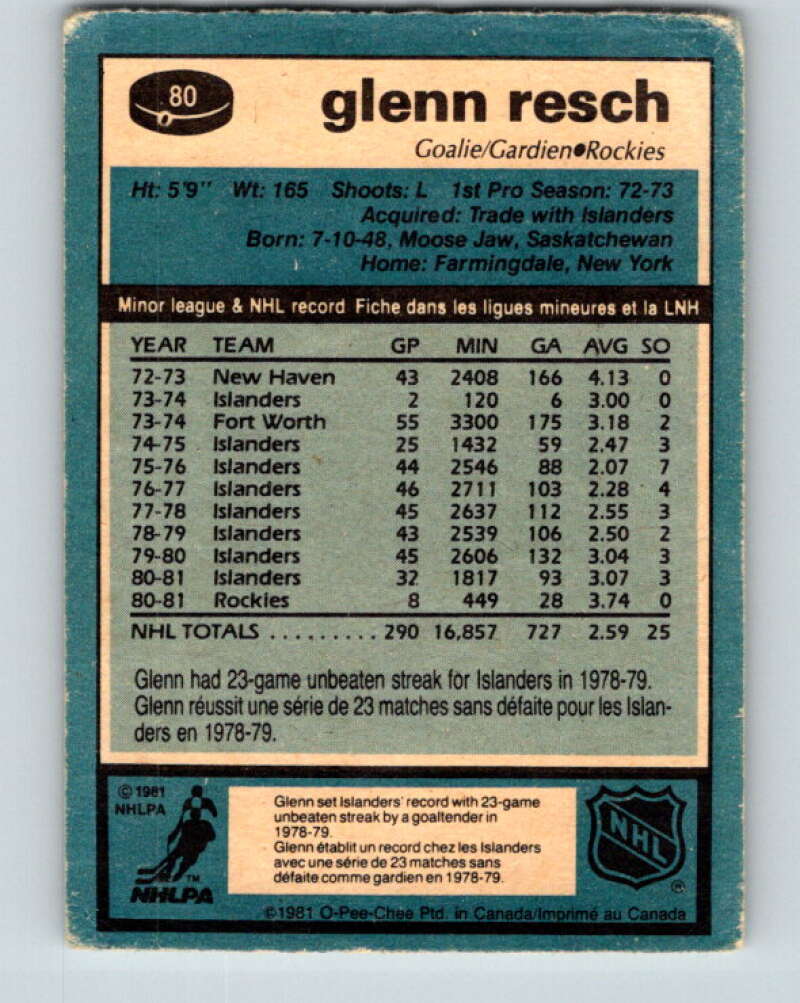 80
glenn resch
Goalie/Gardien●Rockies
Ht: 5'9" Wt: 165 Shoots: L 1st Pro Season: 72-73
Acquired: Trade with Islanders
Born: 7-10-48, Moose Jaw, Saskatchewan
Home: Farmingdale, New York
Minor league & NHL record Fiche dans les ligues mineures et la LNH
YEAR TEAM GP MIN GA AVG SO
72-73 New Haven 43 2408 166 4.13 0
73-74 Islanders 2 120 6 3.00 0
73-74 Fort Worth 55 3300 175 3.18 2
74-75 Islanders 25 1432 59 2.47 3
75-76 Islanders 44 2546 88 2.07 7
76-77 Islanders 46 2711 103 2.28 4
77-78 Islanders 45 2637 112 2.55 3
78-79 Islanders 43 2539 106 2.50 2
79-80 Islanders 45 2606 132 3.04 3
80-81 Islanders 32 1817 93 3.07 3
80-81 Rockies 8 449 28 3.74 0
NHL TOTALS ......... 290 16,857 727 2.59 25
Glenn had 23-game unbeaten streak for Islanders in 1978-79.
Glenn réussit une série de 23 matches sans défaite pour les Islan-
ders en 1978-79.
© 1981
NHLPA
TM
NHLPA
Glenn set Islanders' record with 23-game
unbeaten streak by a goaltender in
1978-79.
Glenn établit un record chez les Islanders
avec une série de 23 matches sans
défaite comme gardien en 1978-79.
NHL
®
©1981 O-Pee-Chee Ptd. in Canada/Imprimé au Canada